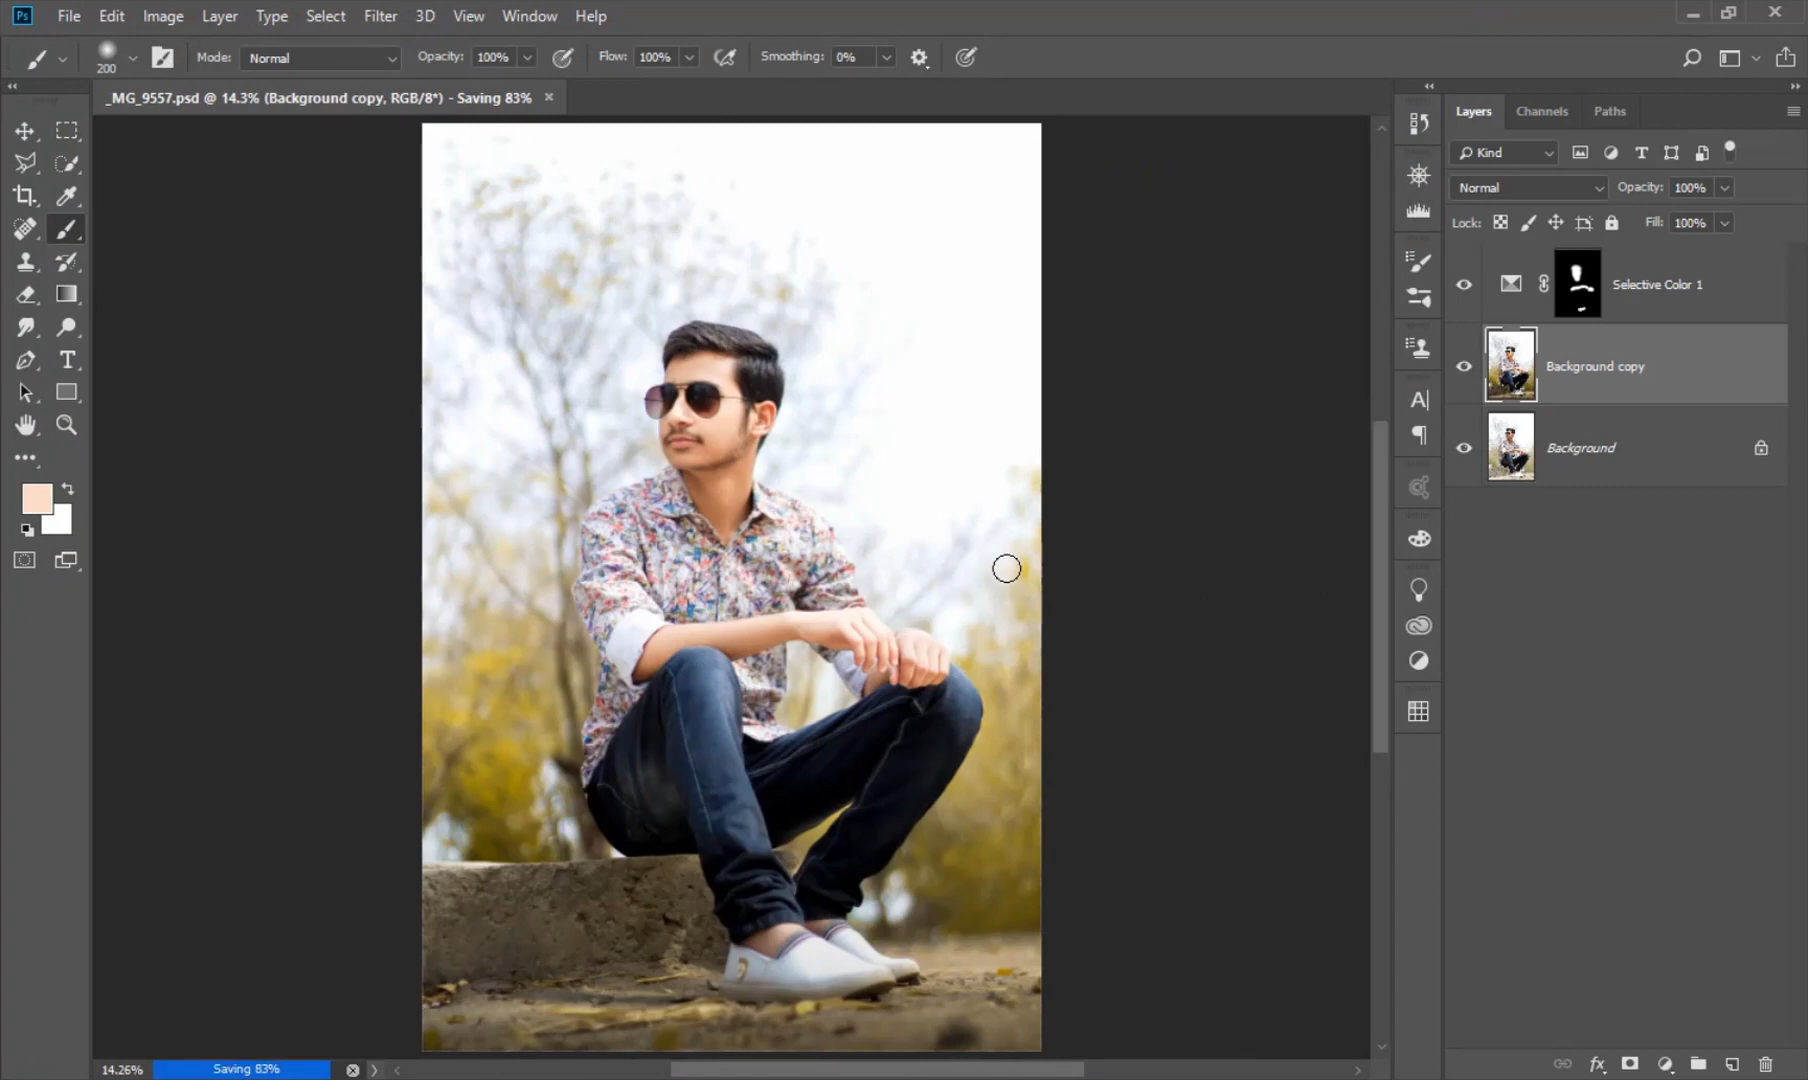 Ps File Edit Image Layer Type Select Filter 3D View Window Help
200 Mode: Normal Opacity: 100% Flow: 100% Smoothing: 0%
_MG_9557.psd @ 14.3% (Background copy, RGB/8*) - Saving 83%
Layers Channels Paths
Kind
Normal Opacity: 100%
Lock: Fill: 100%
Selective Color 1
Background copy
Background
14.26% Saving 83%